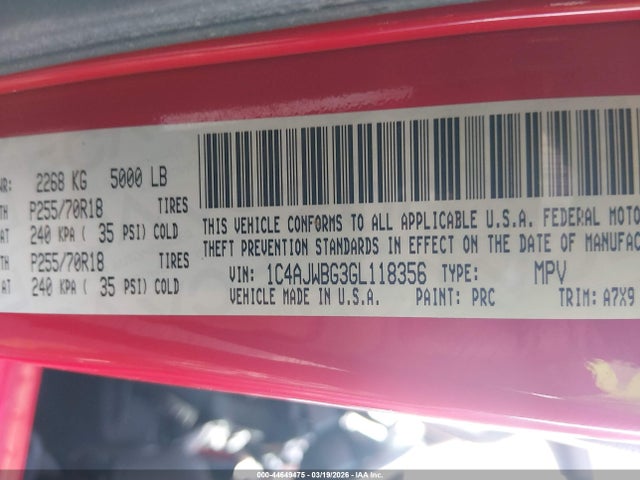 WR: 2268 KG 5000 LB
TH P255/70R18 TIRES
AT 240 KPA ( 35 PSI) COLD
TH P255/70R18 TIRES
AT 240 KPA ( 35 PSI) COLD
THIS VEHICLE CONFORMS TO ALL APPLICABLE U.S.A. FEDERAL MOTO
THEFT PREVENTION STANDARDS IN EFFECT ON THE DATE OF MANUFAC
VIN: 1C4AJWBG3GL118356 TYPE: MPV
VEHICLE MADE IN U.S.A. PAINT: PRC TRIM: A7X9
000-44649475 - 03/19/2026 - IAA Inc.